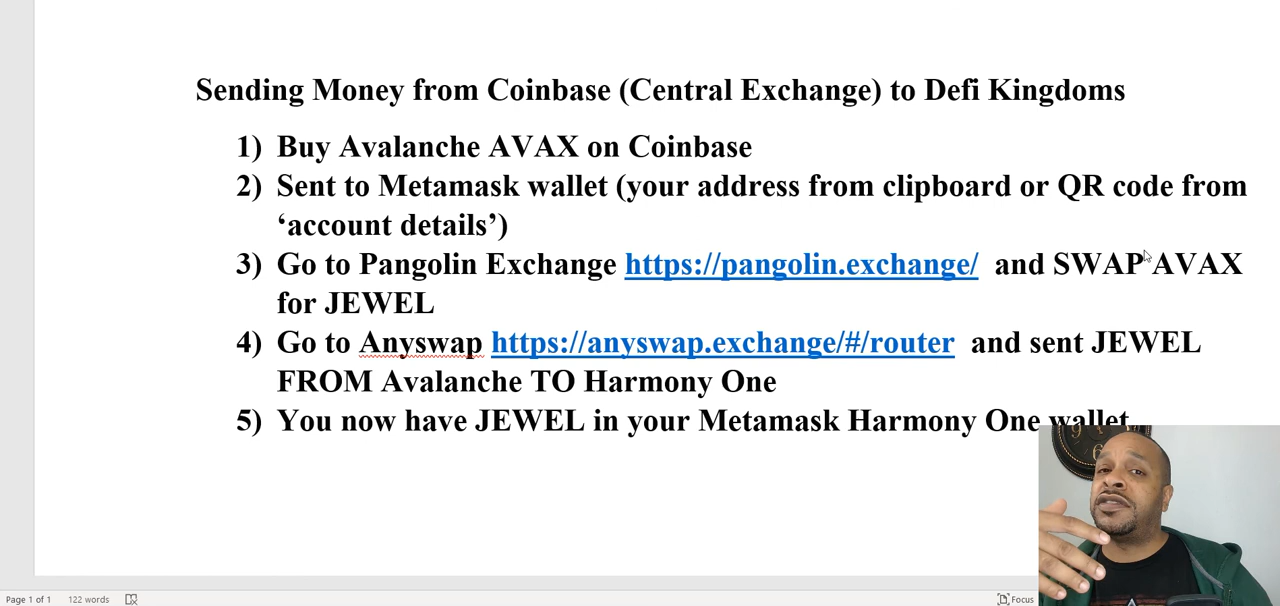 Sending Money from Coinbase (Central Exchange) to Defi Kingdoms
1) Buy Avalanche AVAX on Coinbase
2) Sent to Metamask wallet (your address from clipboard or QR code from
‘account details’)
3) Go to Pangolin Exchange https://pangolin.exchange/ and SWAP AVAX
for JEWEL
4) Go to Anyswap https://anyswap.exchange/#/router and sent JEWEL
FROM Avalanche TO Harmony One
5) You now have JEWEL in your Metamask Harmony One wallet
Page 1 of 1 122 words Focus